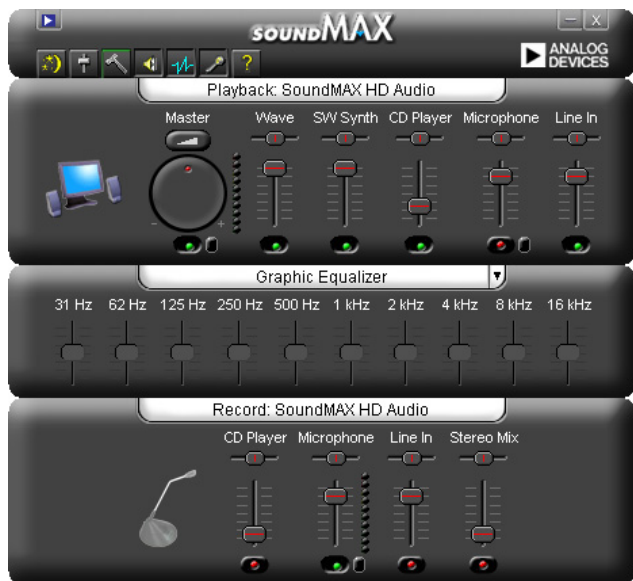 SOUNDMAX
X
?
ANALOG
DEVICES
Playback: SoundMAX HD Audio
Master Wave SW Synth CD Player Microphone Line In
- +
Graphic Equalizer
31 Hz 62 Hz 125 Hz 250 Hz 500 Hz 1 kHz 2 kHz 4 kHz 8 kHz 16 kHz
Record: SoundMAX HD Audio
CD Player Microphone Line In Stereo Mix